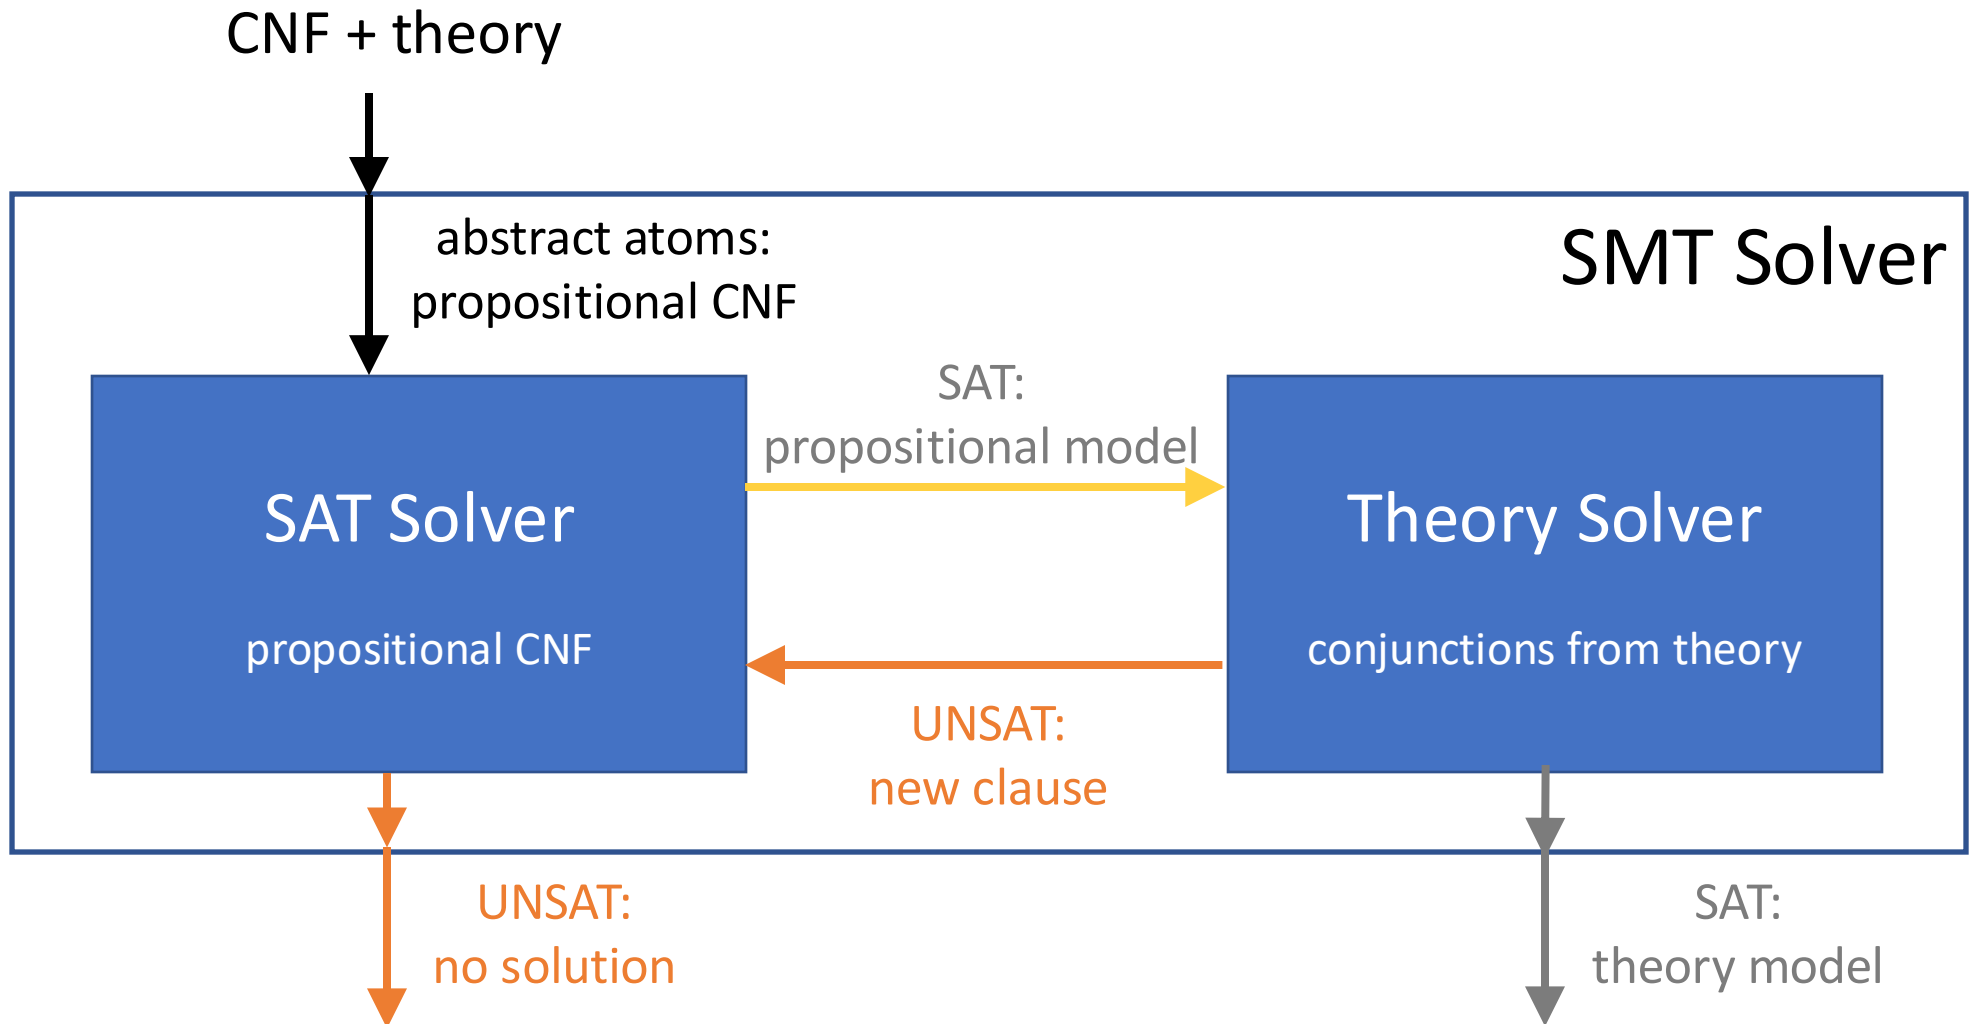 CNF + theory
abstract atoms:
propositional CNF
SMT Solver
SAT:
propositional model
SAT Solver
propositional CNF
Theory Solver
conjunctions from theory
UNSAT:
new clause
UNSAT:
no solution
SAT:
theory model